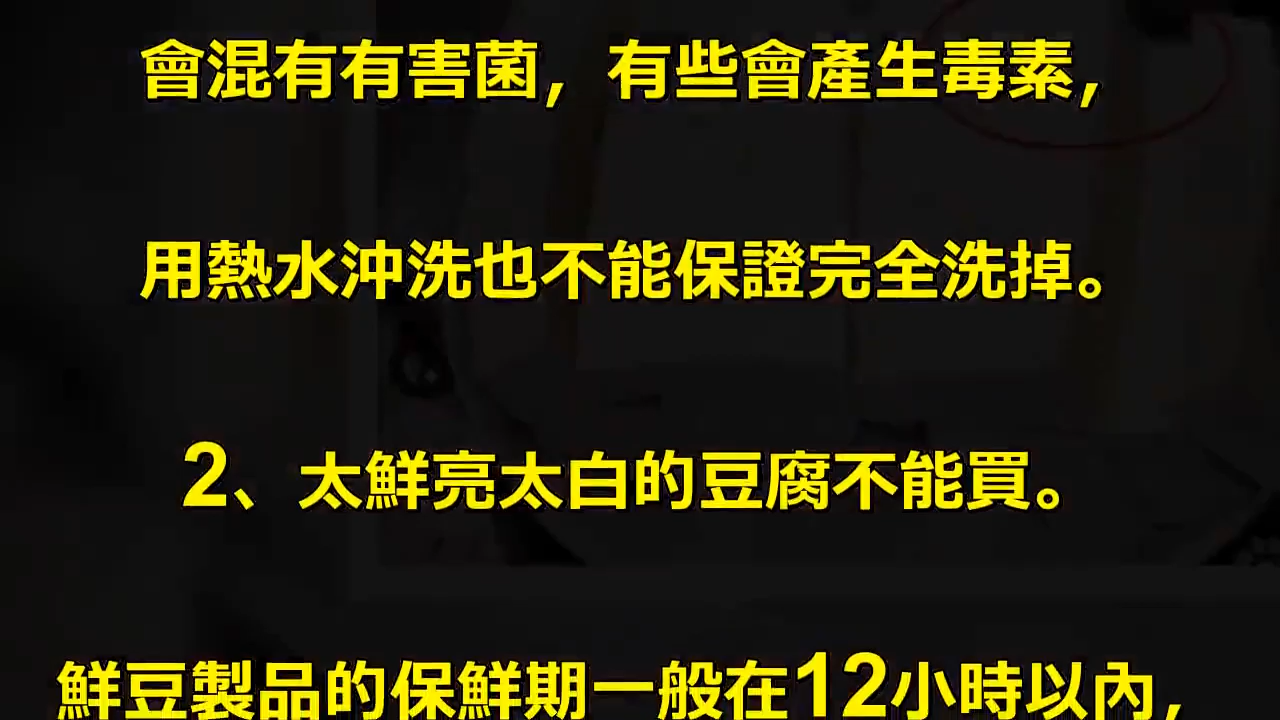 會混有有害菌，有些會產生毒素，
用熱水沖洗也不能保證完全洗掉。
2、太鮮亮太白的豆腐不能買。
鮮豆製品的保鮮期一般在12小時以內，